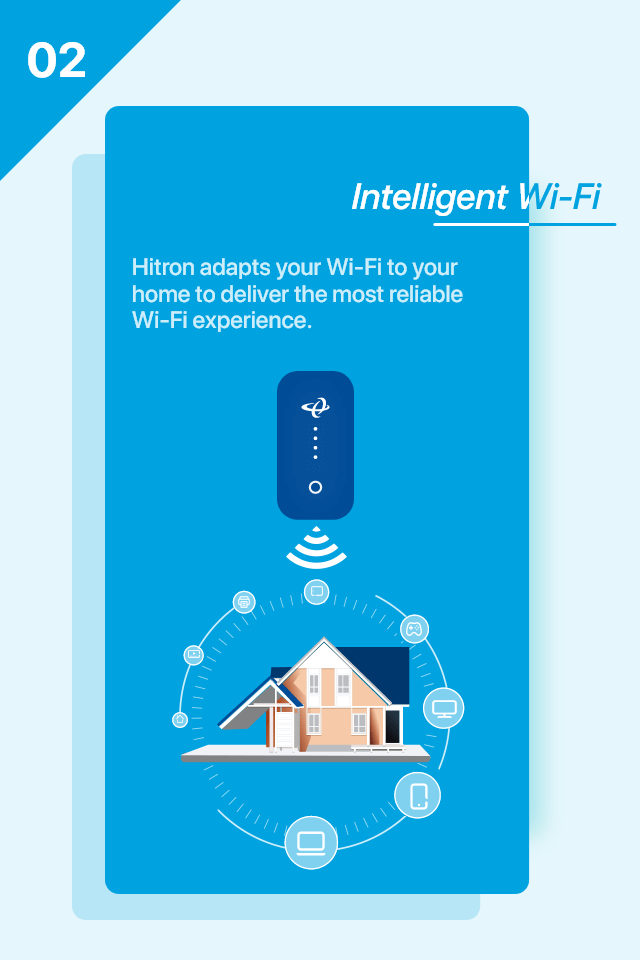 02
Intelligent Wi-Fi
Hitron adapts your Wi-Fi to your
home to deliver the most reliable
Wi-Fi experience.